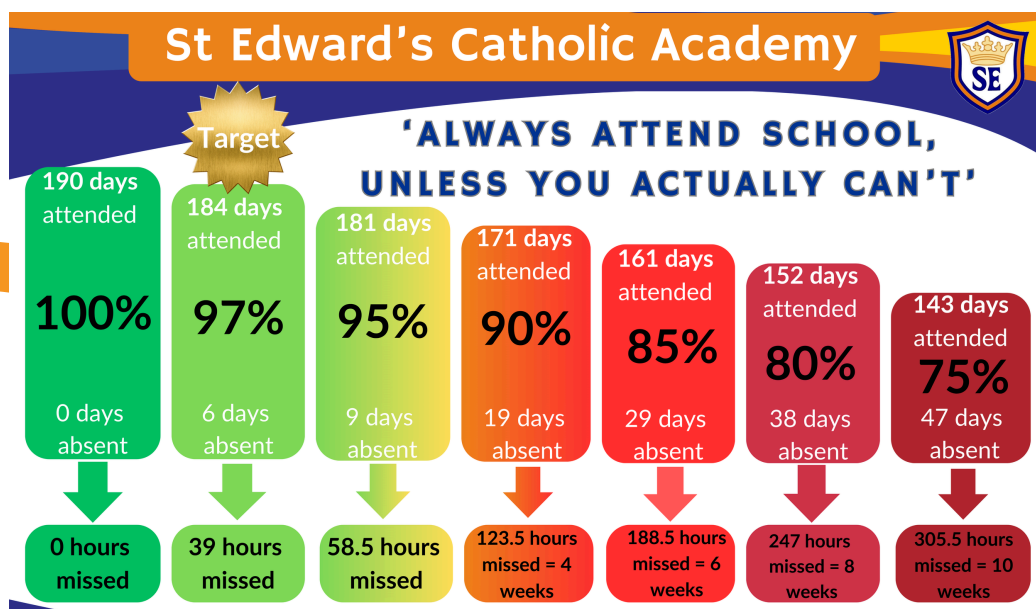 St Edward's Catholic Academy
SE
Target
'ALWAYS ATTEND SCHOOL,
UNLESS YOU ACTUALLY CAN'T'
190 days
attended
100%
0 days
absent
0 hours
missed
184 days
attended
97%
6 days
absent
39 hours
missed
181 days
attended
95%
9 days
absent
58.5 hours
missed
171 days
attended
90%
19 days
absent
123.5 hours
missed = 4
weeks
161 days
attended
85%
29 days
absent
188.5 hours
missed = 6
weeks
152 days
attended
80%
38 days
absent
247 hours
missed = 8
weeks
143 days
attended
75%
47 days
absent
305.5 hours
missed = 10
weeks